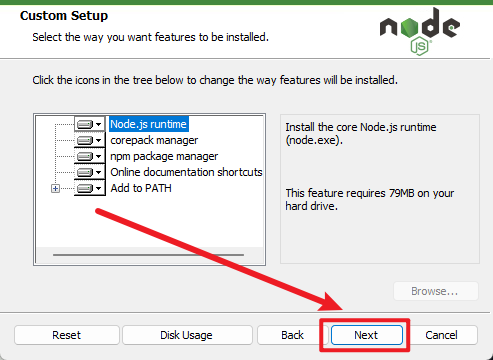 Custom Setup
Select the way you want features to be installed.
node
JS
Click the icons in the tree below to change the way features will be installed.
Node.js runtime
corepack manager
npm package manager
Online documentation shortcuts
Add to PATH
Install the core Node.js runtime
(node.exe).
This feature requires 79MB on your
hard drive.
Browse...
Reset
Disk Usage
Back
Next
Cancel